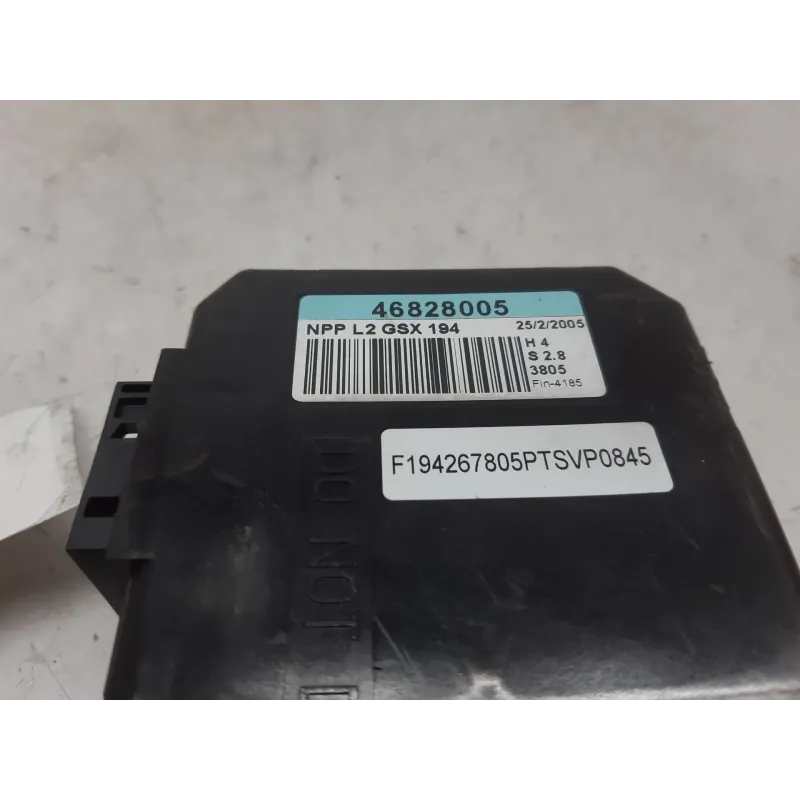 46828005
NPP L2 GSX 194 25/2/2005
H 4
S 2.8
3805
Fin-4185
F194267805PTSVP0845
DO NOT